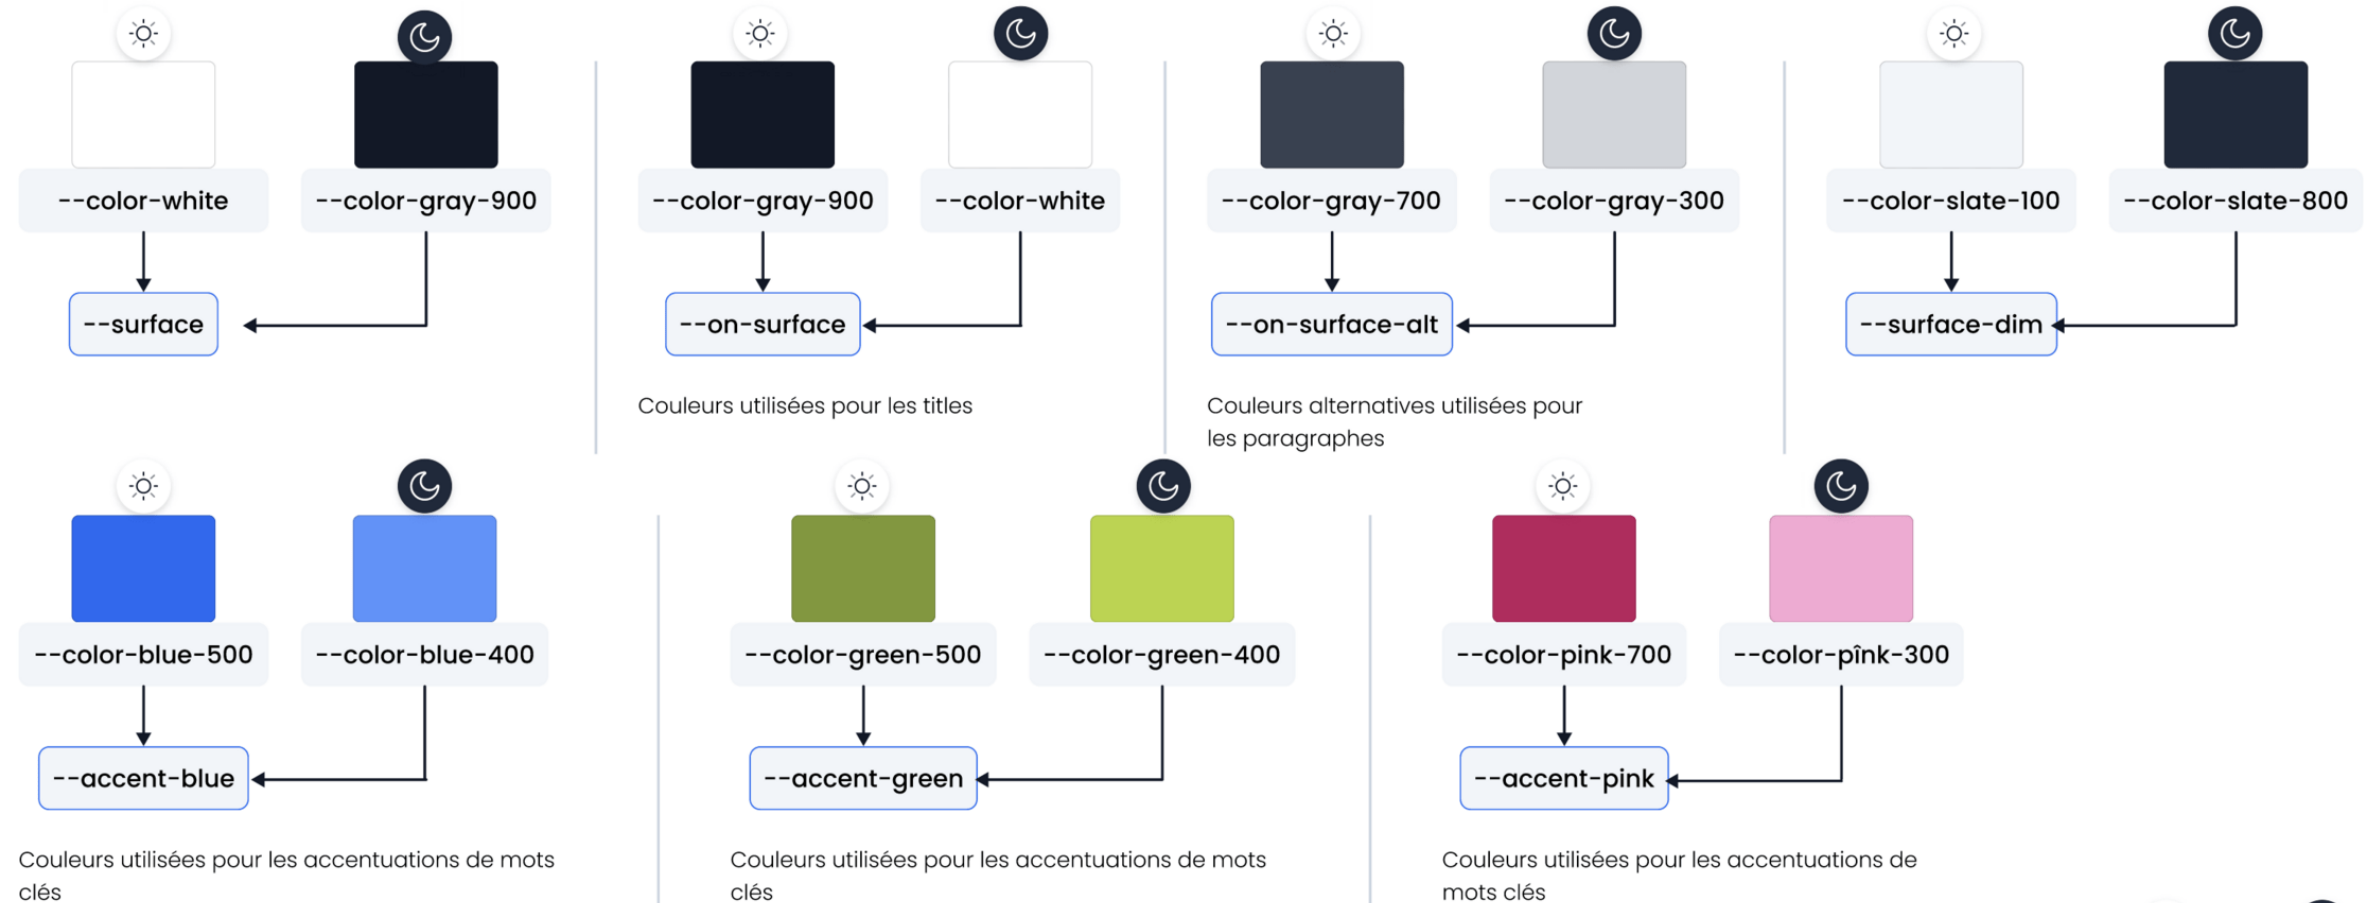 --color-white
--color-gray-900
--color-gray-900
--color-white
--color-gray-700
--color-gray-300
--color-slate-100
--color-slate-800
--surface
--on-surface
--on-surface-alt
--surface-dim
Couleurs utilisées pour les titles
Couleurs alternatives utilisées pour
les paragraphes
--color-blue-500
--color-blue-400
--color-green-500
--color-green-400
--color-pink-700
--color-pînk-300
--accent-blue
--accent-green
--accent-pink
Couleurs utilisées pour les accentuations de mots
clés
Couleurs utilisées pour les accentuations de mots
clés
Couleurs utilisées pour les accentuations de
mots clés